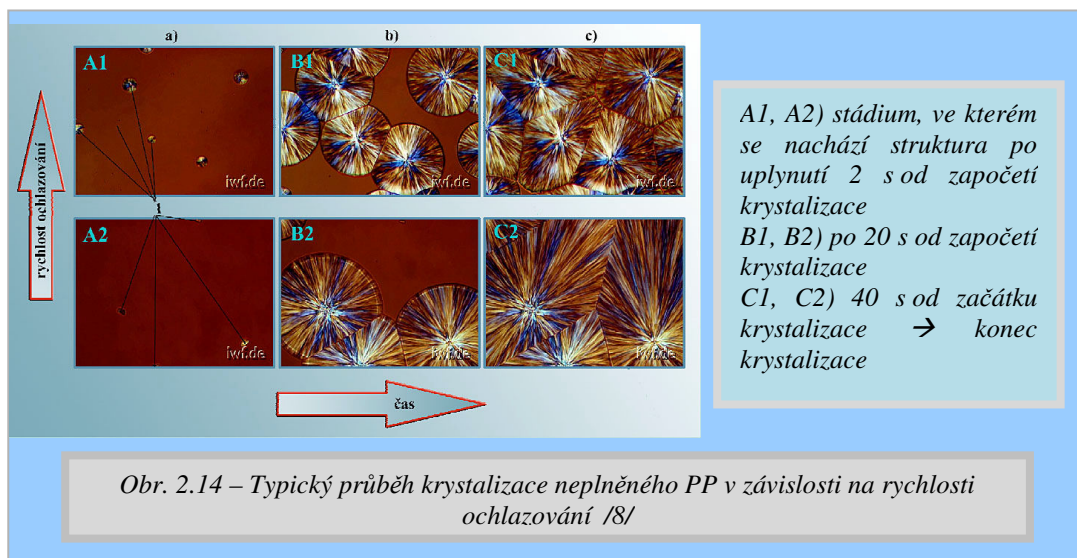 a) b) c)
A1 B1 C1
iwf.de iwf.de iwf.de
rychlost ochlazování
1
A2 B2 C2
iwf.de iwf.de iwf.de
čas
A1, A2) stádium, ve kterém
se nachází struktura po
uplynutí 2 s od započetí
krystalizace
B1, B2) po 20 s od započetí
krystalizace
C1, C2) 40 s od začátku
krystalizace → konec
krystalizace
Obr. 2.14 – Typický průběh krystalizace neplněného PP v závislosti na rychlosti
ochlazování /8/